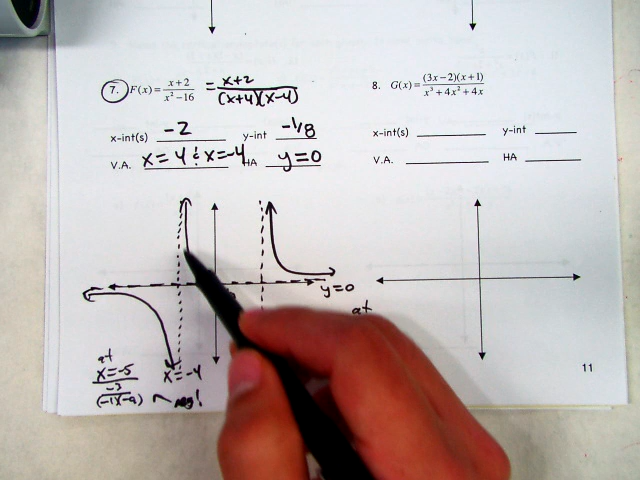 7. F(x) = x+2 / x² − 16 = x+2 / (x+4)(x−4)
x-int(s) −2 y-int −1/8
V.A. x = 4 & x = −4 HA y = 0
8. G(x) = (3x − 2)(x + 1) / x³ + 4x² + 4x
x-int(s) y-int
V.A. HA
y = 0
at
at
x = −5
−3 / (−1)(−9)
x = −4
neg!
11